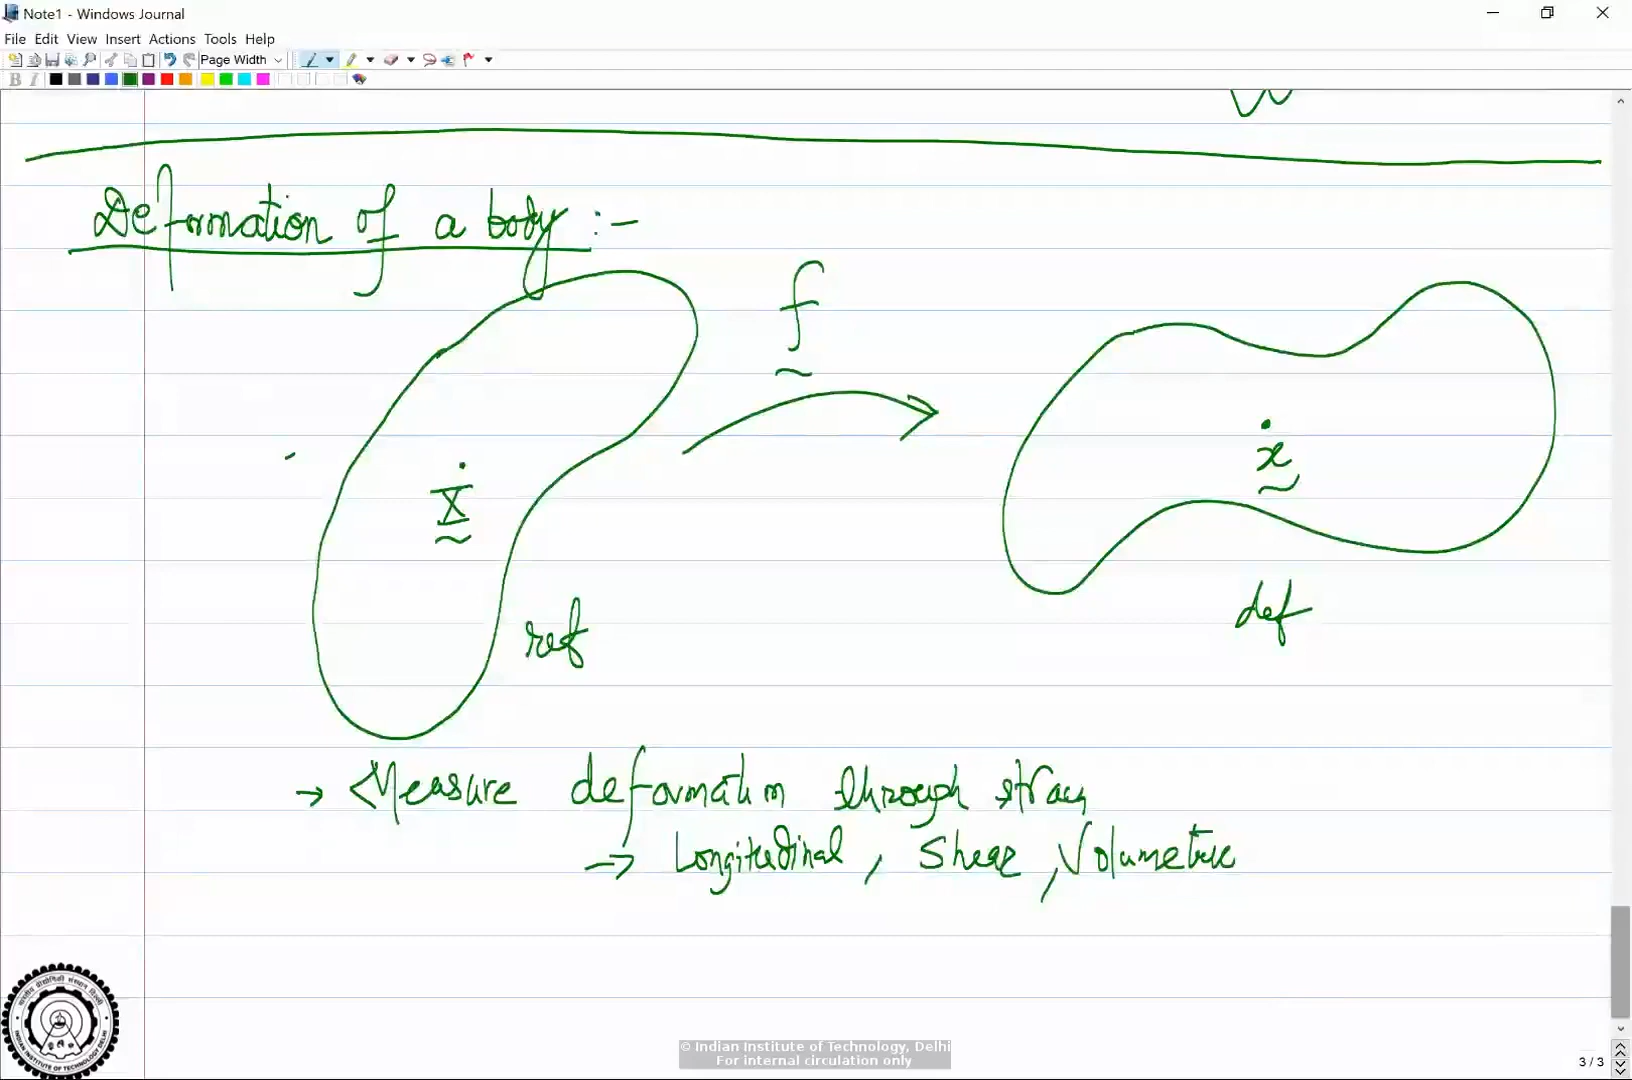 Note1 - Windows Journal
File Edit View Insert Actions Tools Help
Page Width
B I
Deformation of a body :-
f
X
x
ref
def
→ Measure deformation through strain
→ Longitudinal, Shear, Volumetric
© Indian Institute of Technology, Delhi
For internal circulation only
3 / 3